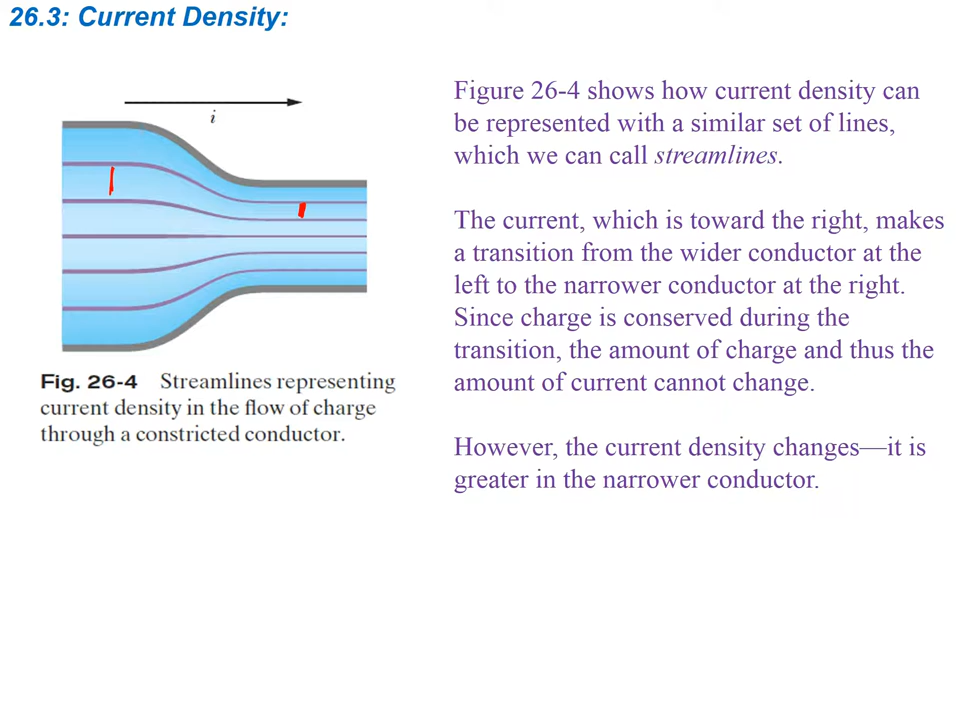 26.3: Current Density:
i
Fig. 26-4 Streamlines representing
current density in the flow of charge
through a constricted conductor.
Figure 26-4 shows how current density can
be represented with a similar set of lines,
which we can call streamlines.
The current, which is toward the right, makes
a transition from the wider conductor at the
left to the narrower conductor at the right.
Since charge is conserved during the
transition, the amount of charge and thus the
amount of current cannot change.
However, the current density changes—it is
greater in the narrower conductor.